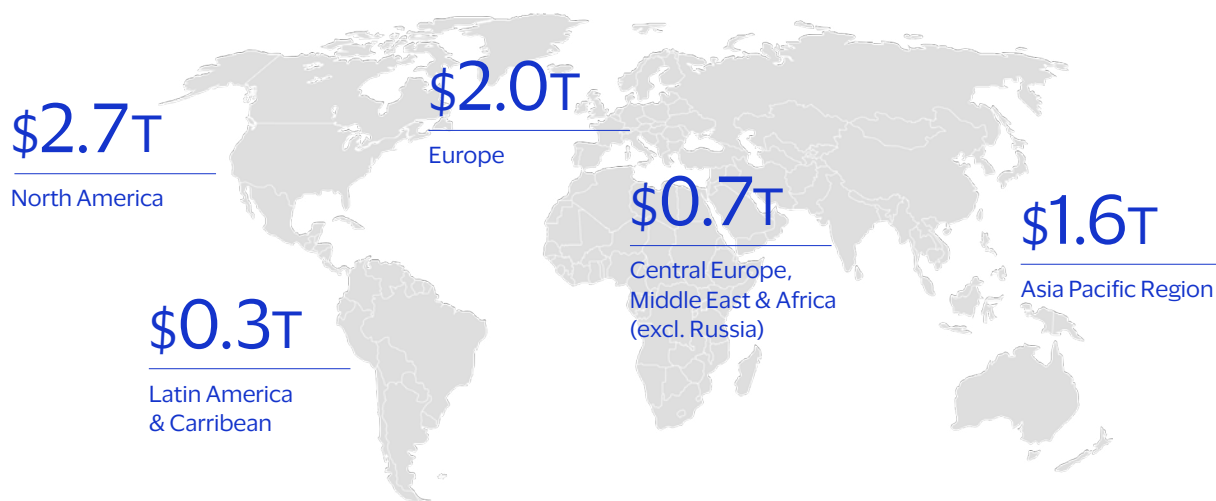 $2.7T
North America
$2.0T
Europe
$0.7T
Central Europe,
Middle East & Africa
(excl. Russia)
$1.6T
Asia Pacific Region
$0.3T
Latin America
& Carribean